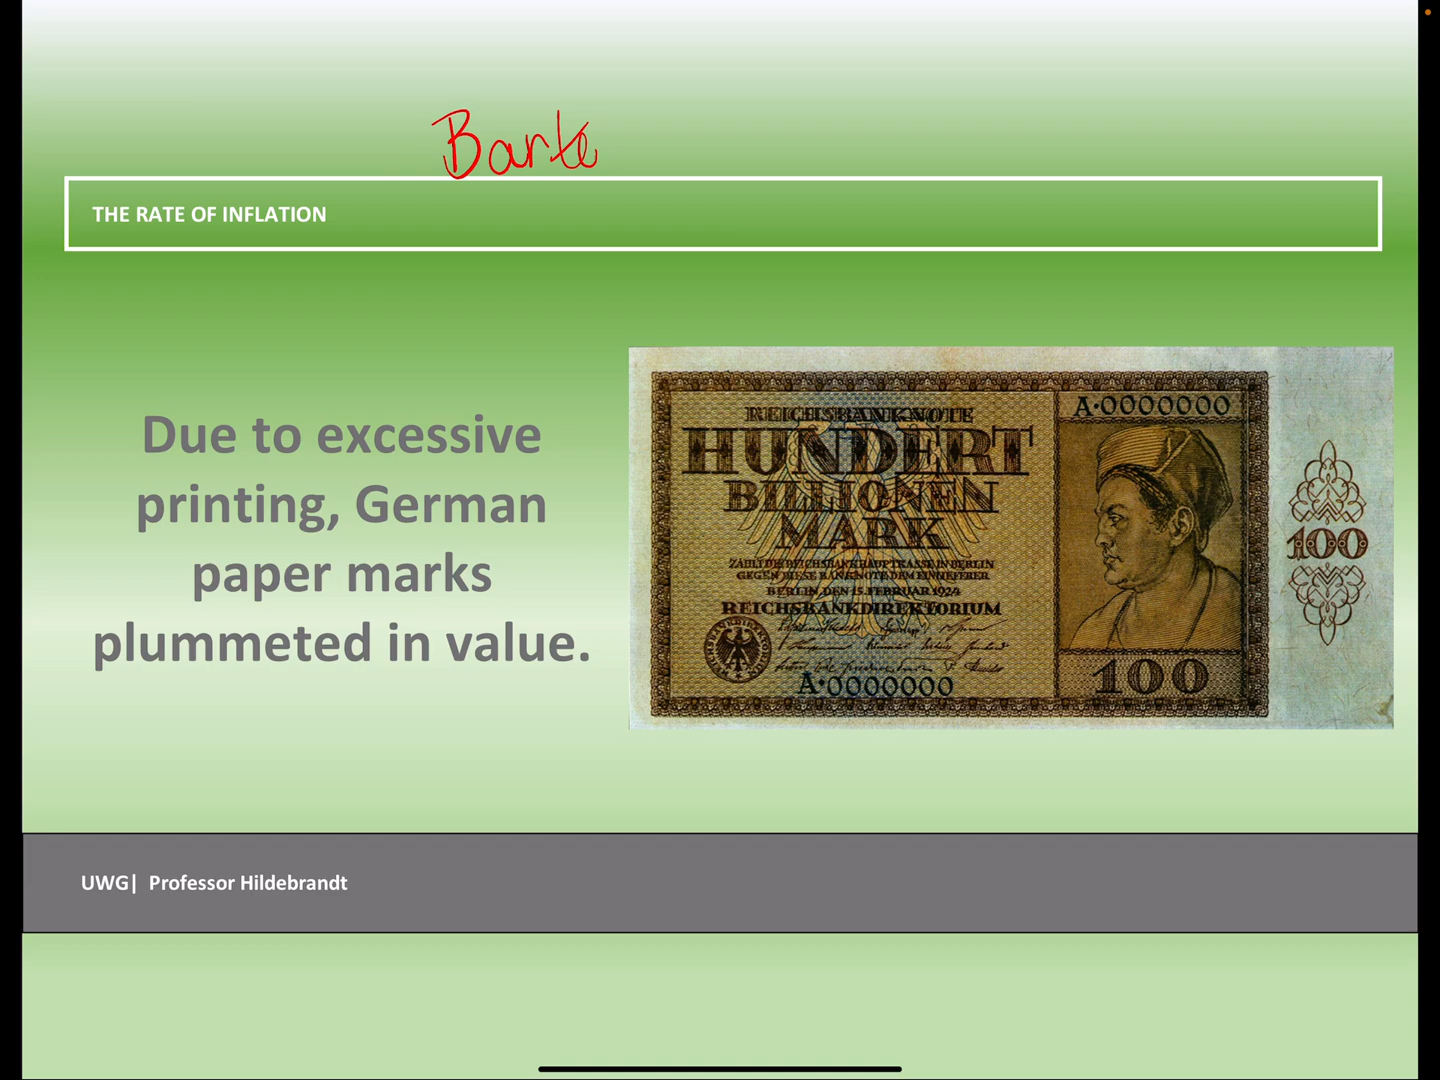 Barte
THE RATE OF INFLATION
Due to excessive
printing, German
paper marks
plummeted in value.
REICHSBANKNOTE
HUNDERT
BILLIONEN
MARK
ZAHLT DIE REICHSBANKHAUPTKASSE IN BERLIN
GEGEN DIESE BANKNOTE DEM EINLIEFERER
BERLIN, DEN 15. FEBRUAR 1924
REICHSBANKDIREKTORIUM
A·0000000
A·0000000
100
100
UWG| Professor Hildebrandt